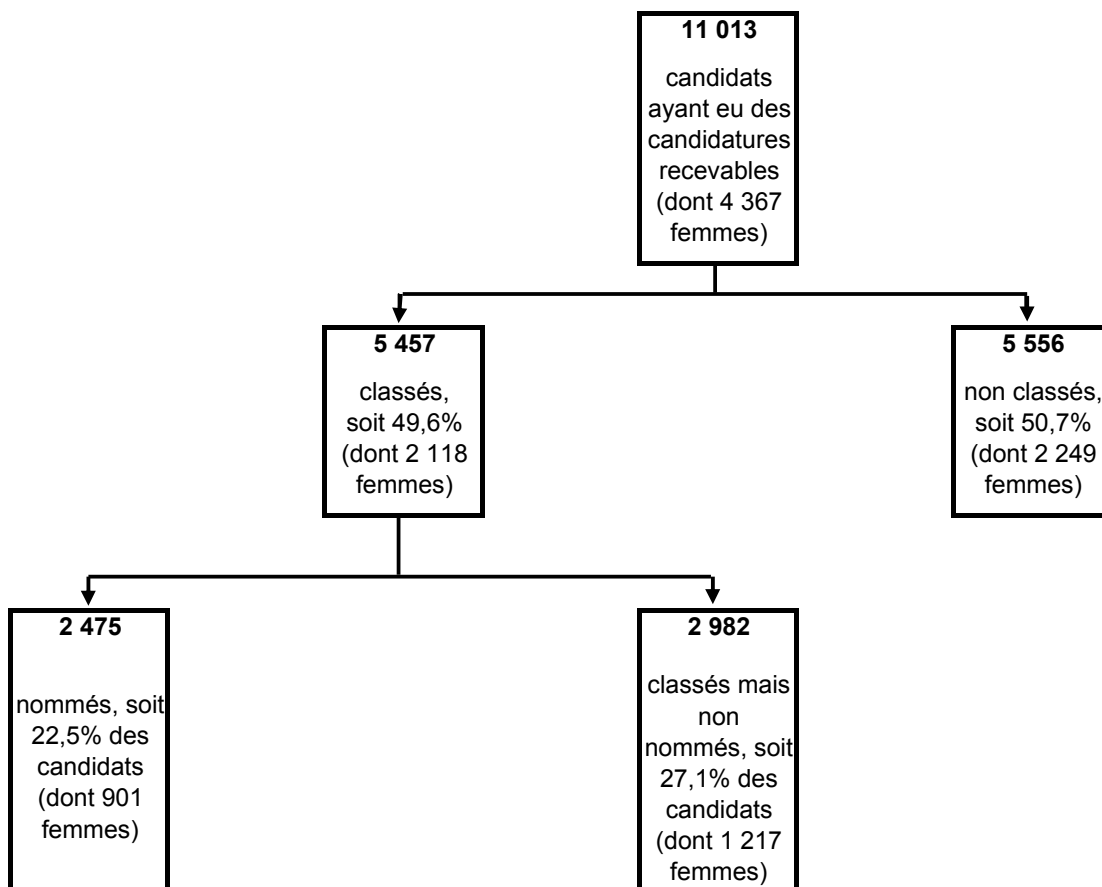 11 013
candidats
ayant eu des
candidatures
recevables
(dont 4 367
femmes)
5 457
classés,
soit 49,6%
(dont 2 118
femmes)
5 556
non classés,
soit 50,7%
(dont 2 249
femmes)
2 475
nommés, soit
22,5% des
candidats
(dont 901
femmes)
2 982
classés mais
non
nommés, soit
27,1% des
candidats
(dont 1 217
femmes)